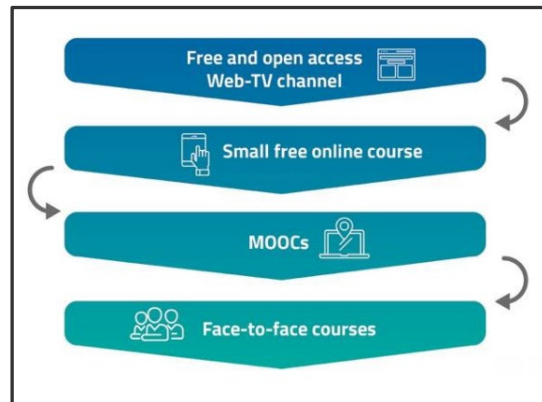 Free and open access
Web-TV channel
Small free online course
MOOCs
Face-to-face courses